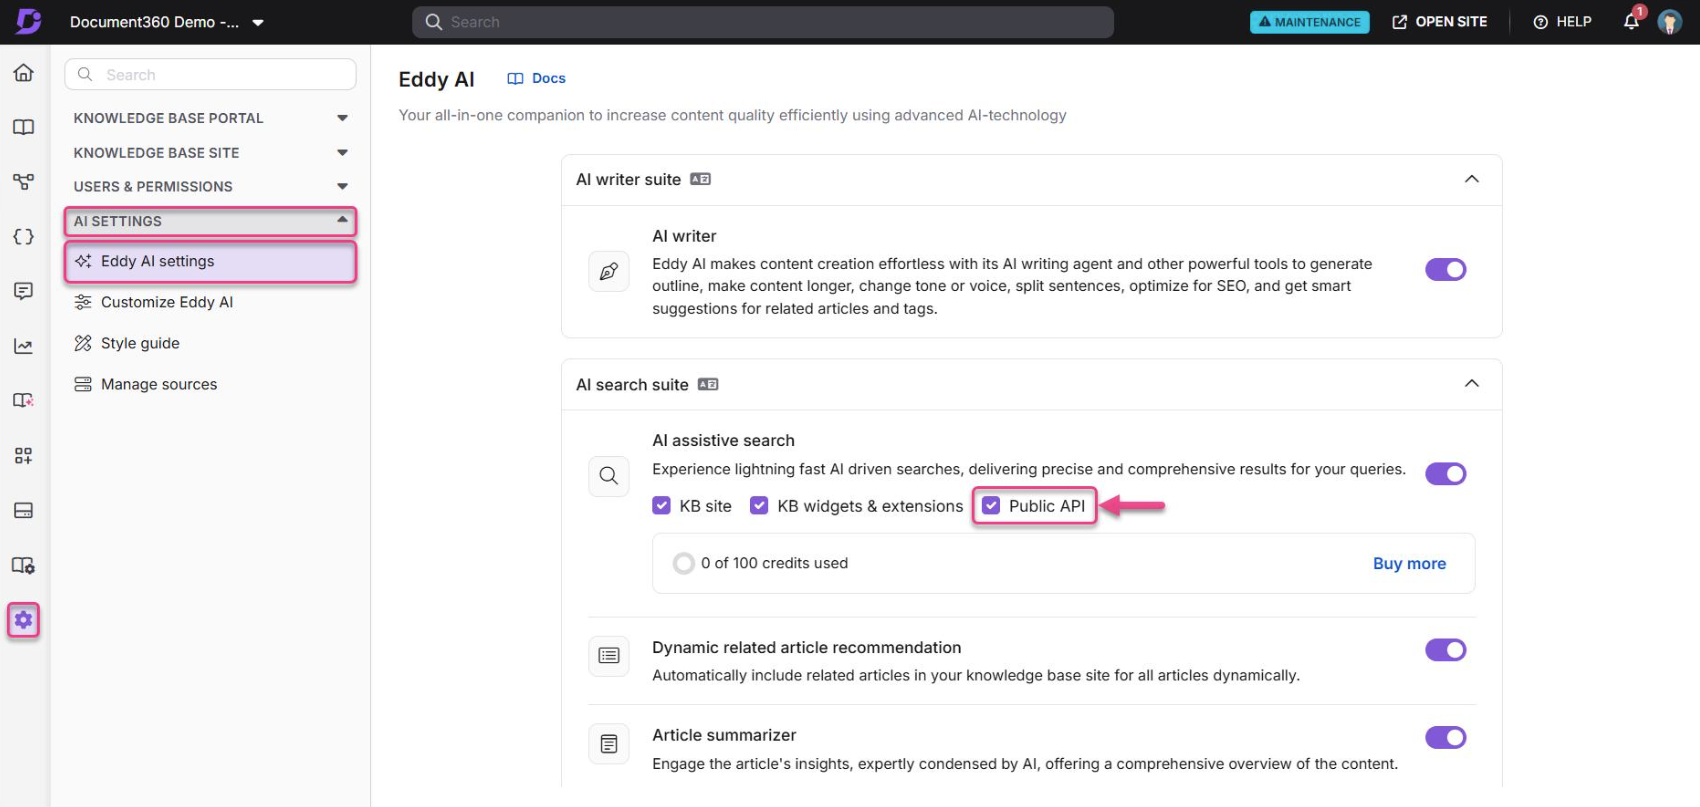 Document360 Demo -...
Search
MAINTENANCE
OPEN SITE
HELP
1
Search
KNOWLEDGE BASE PORTAL
KNOWLEDGE BASE SITE
USERS & PERMISSIONS
AI SETTINGS
Eddy AI settings
Customize Eddy AI
Style guide
Manage sources
Eddy AI
Docs
Your all-in-one companion to increase content quality efficiently using advanced AI-technology
AI writer suite
AI writer
Eddy AI makes content creation effortless with its AI writing agent and other powerful tools to generate
outline, make content longer, change tone or voice, split sentences, optimize for SEO, and get smart
suggestions for related articles and tags.
AI search suite
AI assistive search
Experience lightning fast AI driven searches, delivering precise and comprehensive results for your queries.
KB site KB widgets & extensions Public API
0 of 100 credits used Buy more
Dynamic related article recommendation
Automatically include related articles in your knowledge base site for all articles dynamically.
Article summarizer
Engage the article's insights, expertly condensed by AI, offering a comprehensive overview of the content.